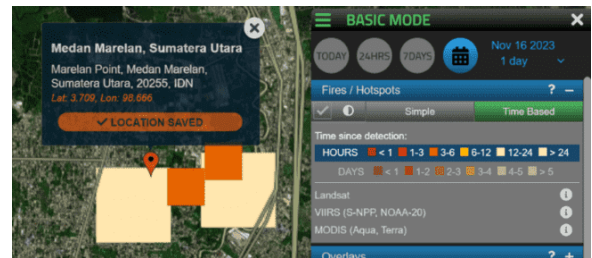 Medan Marelan, Sumatera Utara
Marelan Point, Medan Marelan,
Sumatera Utara, 20255, IDN
Lat: 3.709, Lon: 98.666
✓ LOCATION SAVED
BASIC MODE
TODAY 24HRS 7DAYS
Nov 16 2023
1 day
Fires / Hotspots ? –
Simple Time Based
Time since detection:
HOURS < 1 1-3 3-6 6-12 12-24 > 24
DAYS < 1 1-2 2-3 3-4 4-5 > 5
Landsat
VIIRS (S-NPP, NOAA-20)
MODIS (Aqua, Terra)
Overlays ? +